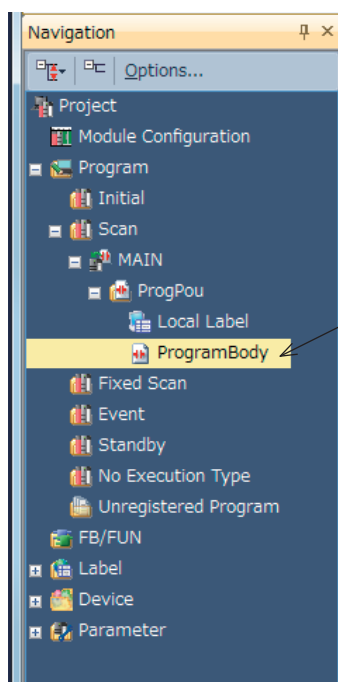 Navigation
Options...
Project
Module Configuration
Program
Initial
Scan
MAIN
ProgPou
Local Label
ProgramBody
Fixed Scan
Event
Standby
No Execution Type
Unregistered Program
FB/FUN
Label
Device
Parameter